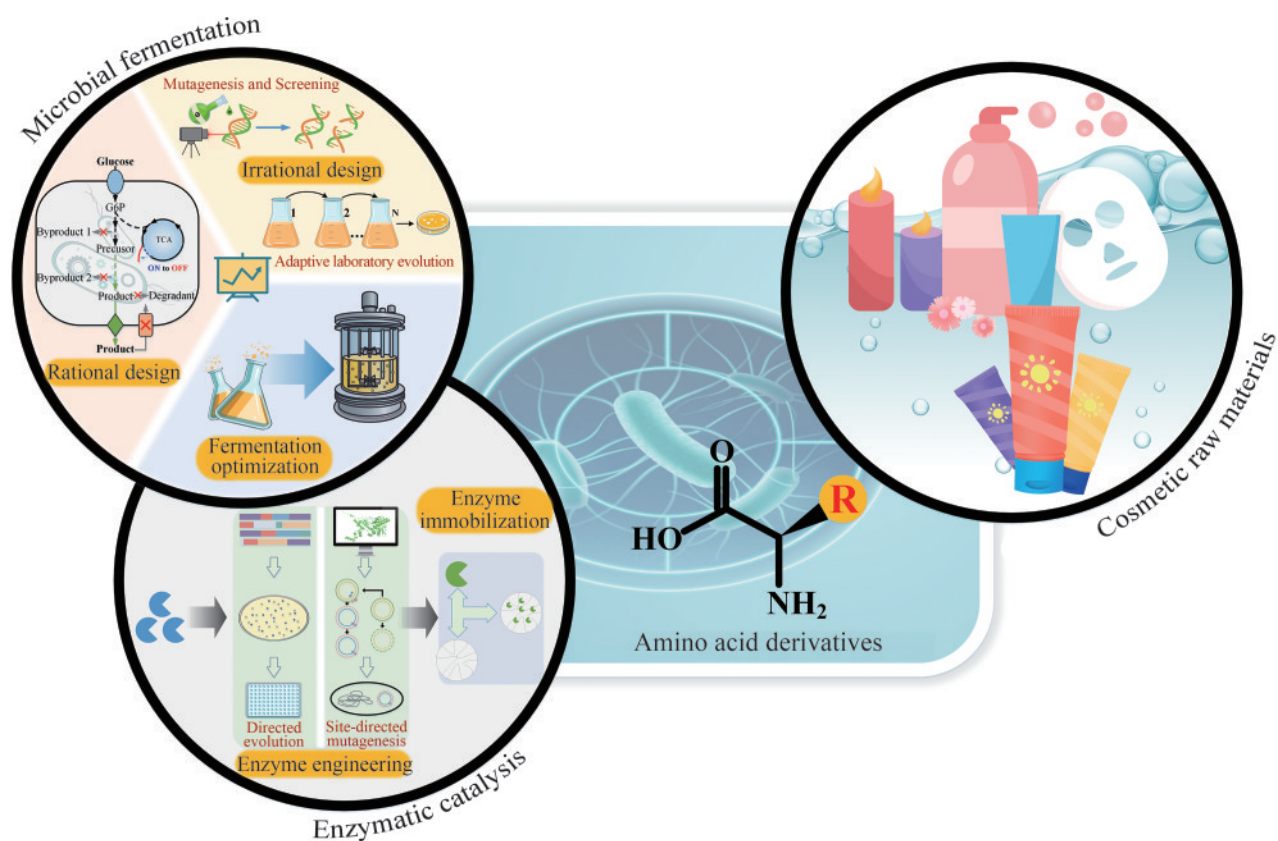 Microbial fermentation
Mutagenesis and Screening
Irrational design
1
2
N
Adaptive laboratory evolution
Glucose
G6P
Byproduct 1
TCA
Precusor
ON to OFF
Byproduct 2
Product
Degradant
Product
Rational design
Fermentation
optimization
Enzyme
immobilization
Directed
evolution
Site-directed
mutagenesis
Enzyme engineering
Enzymatic catalysis
O
HO
R
NH₂
Amino acid derivatives
Cosmetic raw materials